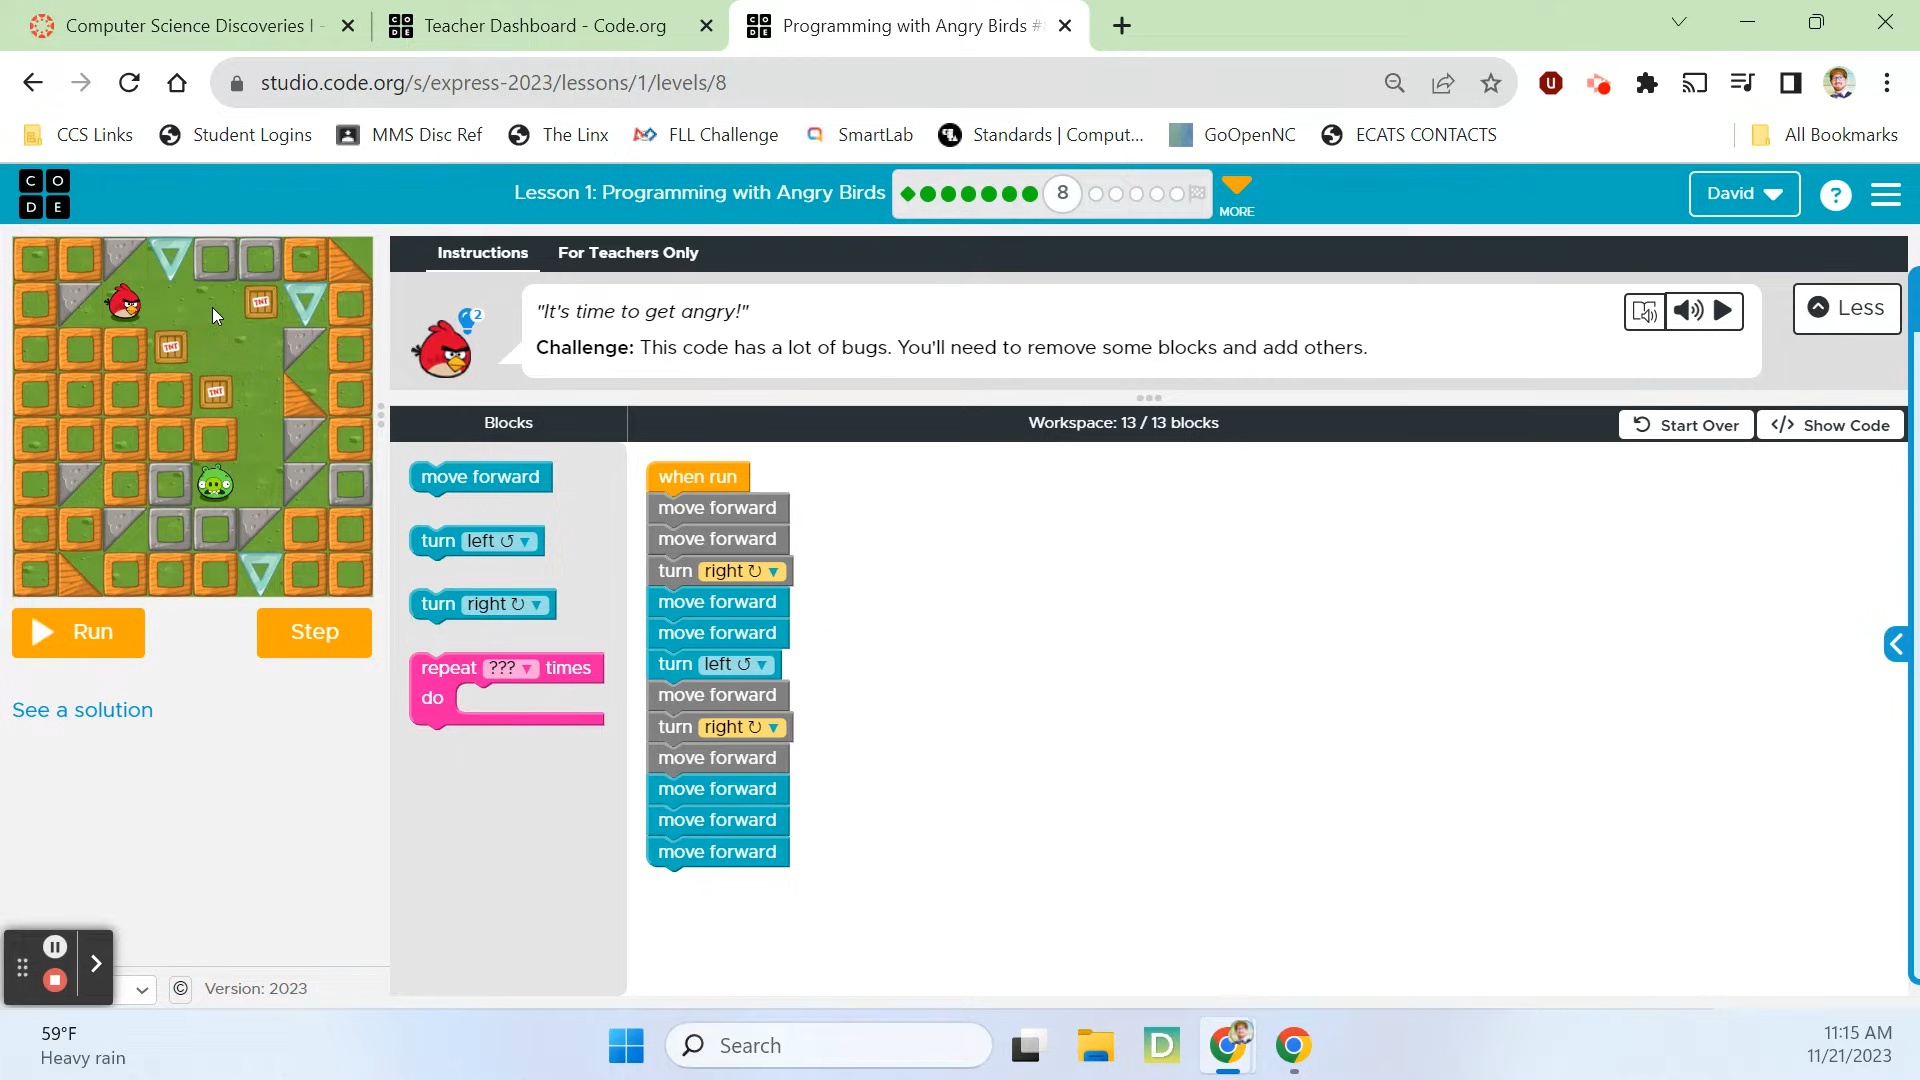 Computer Science Discoveries I -
Teacher Dashboard - Code.org
Programming with Angry Birds #
studio.code.org/s/express-2023/lessons/1/levels/8
CCS Links
Student Logins
MMS Disc Ref
The Linx
FLL Challenge
SmartLab
Standards | Comput...
GoOpenNC
ECATS CONTACTS
All Bookmarks
C O
D E
Lesson 1: Programming with Angry Birds
8
MORE
David
?
Instructions
For Teachers Only
2
"It's time to get angry!"
Challenge: This code has a lot of bugs. You'll need to remove some blocks and add others.
Less
TNT
TNT
TNT
Blocks
Workspace: 13 / 13 blocks
Start Over
</> Show Code
move forward
turn left ↺ ▾
turn right ↻ ▾
repeat ??? ▾ times
do
when run
move forward
move forward
turn right ↻ ▾
move forward
move forward
turn left ↺ ▾
move forward
turn right ↻ ▾
move forward
move forward
move forward
move forward
Run
Step
See a solution
© Version: 2023
59°F
Heavy rain
Search
D
11:15 AM
11/21/2023